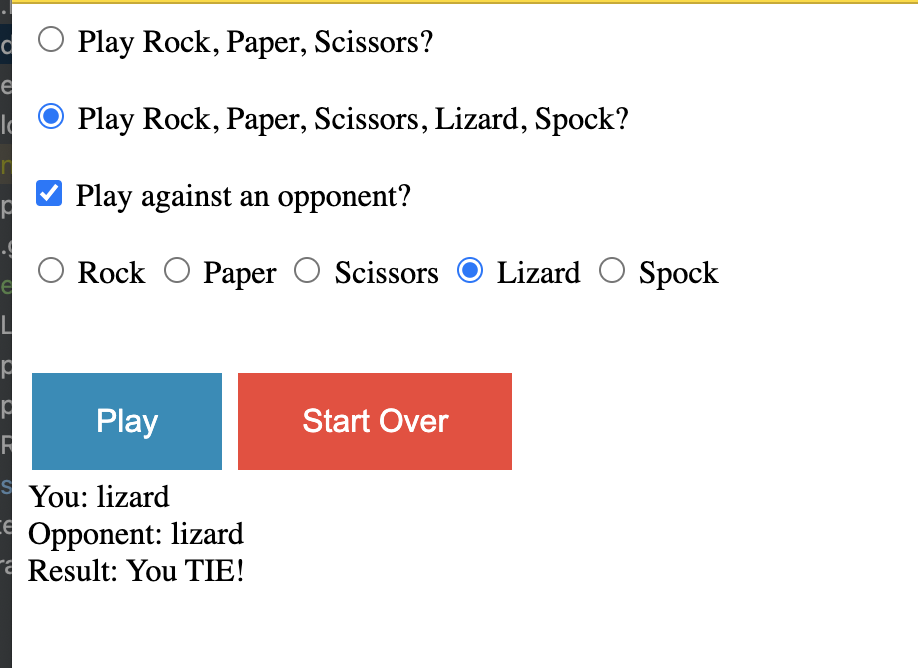 Play Rock, Paper, Scissors?
Play Rock, Paper, Scissors, Lizard, Spock?
Play against an opponent?
Rock Paper Scissors Lizard Spock
Play Start Over
You: lizard
Opponent: lizard
Result: You TIE!